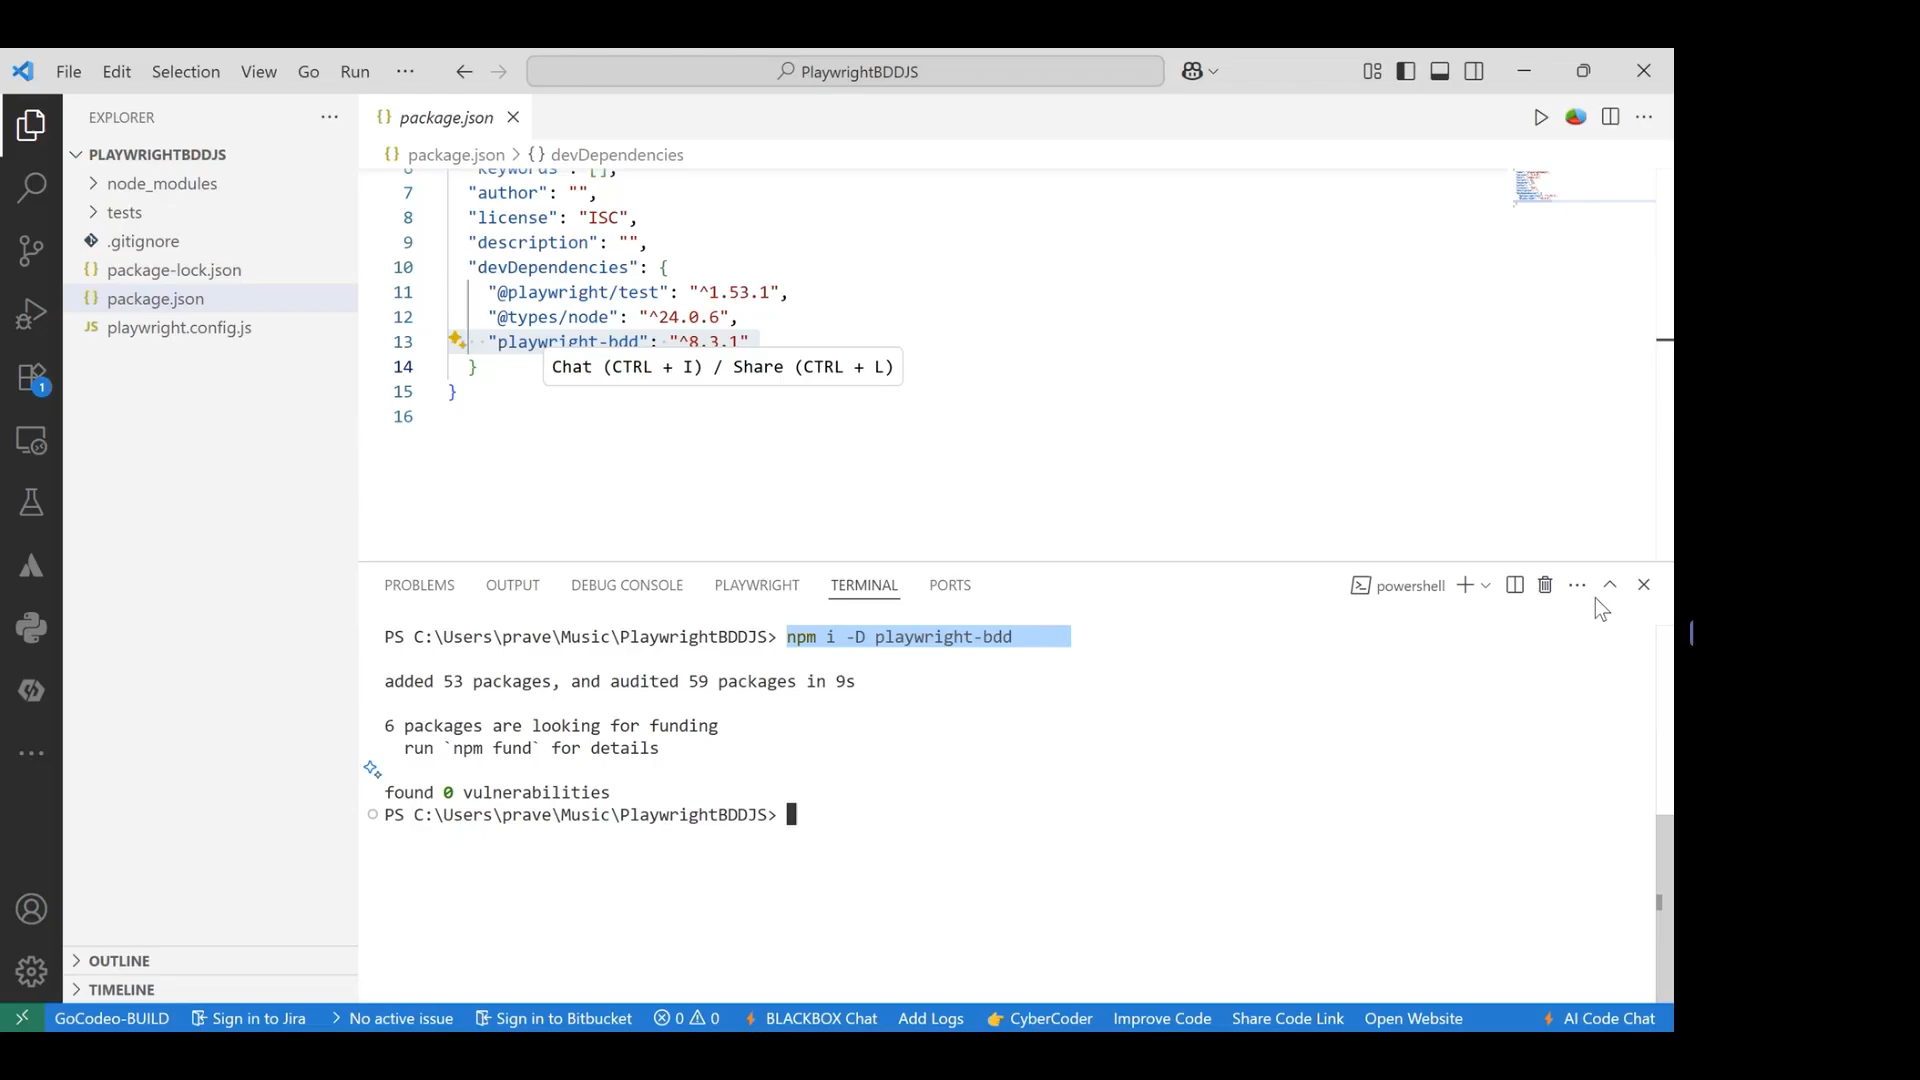 File Edit Selection View Go Run ··· PlaywrightBDDJS
EXPLORER
PLAYWRIGHTBDDJS
node_modules
tests
.gitignore
package-lock.json
package.json
playwright.config.js
OUTLINE
TIMELINE
package.json
package.json > {} devDependencies
6 "keywords": [],
7 "author": "",
8 "license": "ISC",
9 "description": "",
10 "devDependencies": {
11 "@playwright/test": "^1.53.1",
12 "@types/node": "^24.0.6",
13 "playwright-bdd": "^8.3.1"
14 }
15 }
16
Chat (CTRL + I) / Share (CTRL + L)
PROBLEMS OUTPUT DEBUG CONSOLE PLAYWRIGHT TERMINAL PORTS powershell
PS C:\Users\prave\Music\PlaywrightBDDJS> npm i -D playwright-bdd
added 53 packages, and audited 59 packages in 9s
6 packages are looking for funding
run `npm fund` for details
found 0 vulnerabilities
PS C:\Users\prave\Music\PlaywrightBDDJS>
1
GoCodeo-BUILD Sign in to Jira No active issue Sign in to Bitbucket 0 0 BLACKBOX Chat Add Logs CyberCoder Improve Code Share Code Link Open Website AI Code Chat